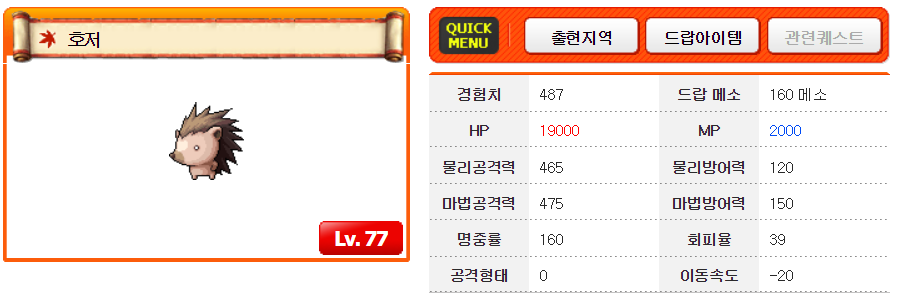 호저
Lv. 77
QUICK MENU 출현지역 드랍아이템 관련퀘스트
경험치 487 드랍 메소 160 메소
HP 19000 MP 2000
물리공격력 465 물리방어력 120
마법공격력 475 마법방어력 150
명중률 160 회피율 39
공격형태 0 이동속도 -20